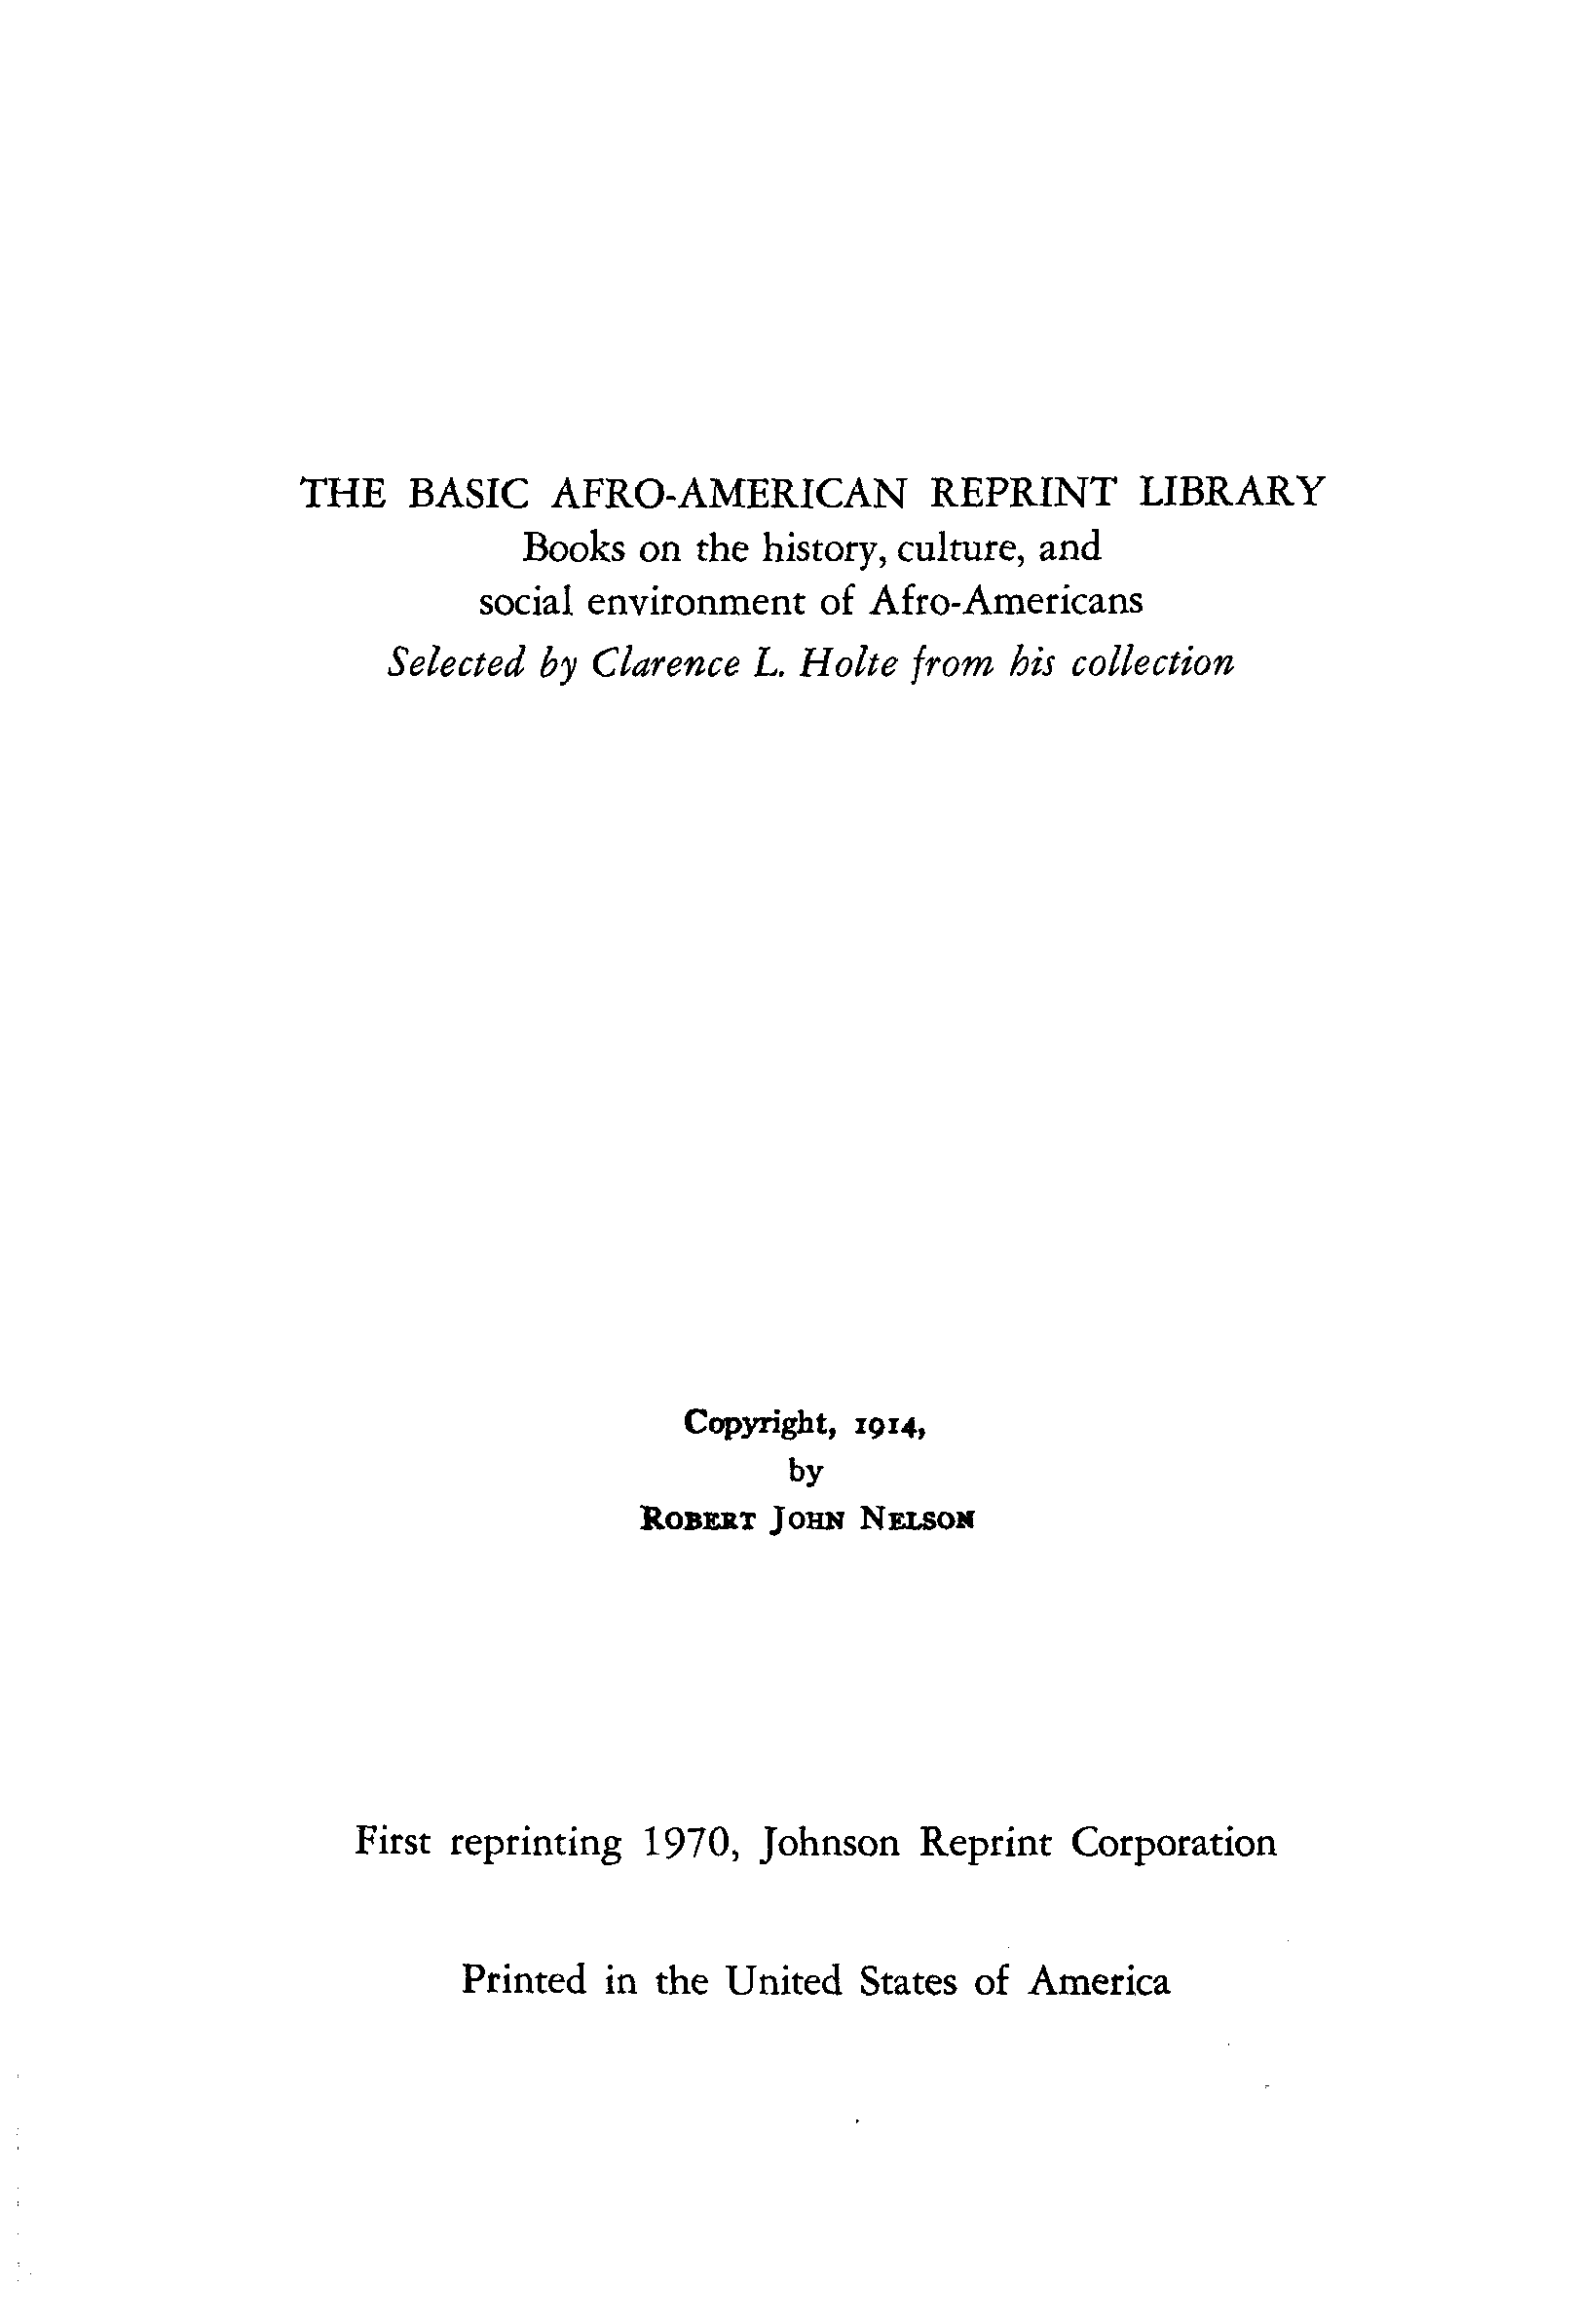 THE BASIC AFRO-AMERICAN REPRINT LIBRARY
Books on the history, culture, and
social environment of Afro-Americans
Selected by Clarence L. Holte from his collection
Copyright, 1914,
by
ROBERT JOHN NELSON
First reprinting 1970, Johnson Reprint Corporation
Printed in the United States of America